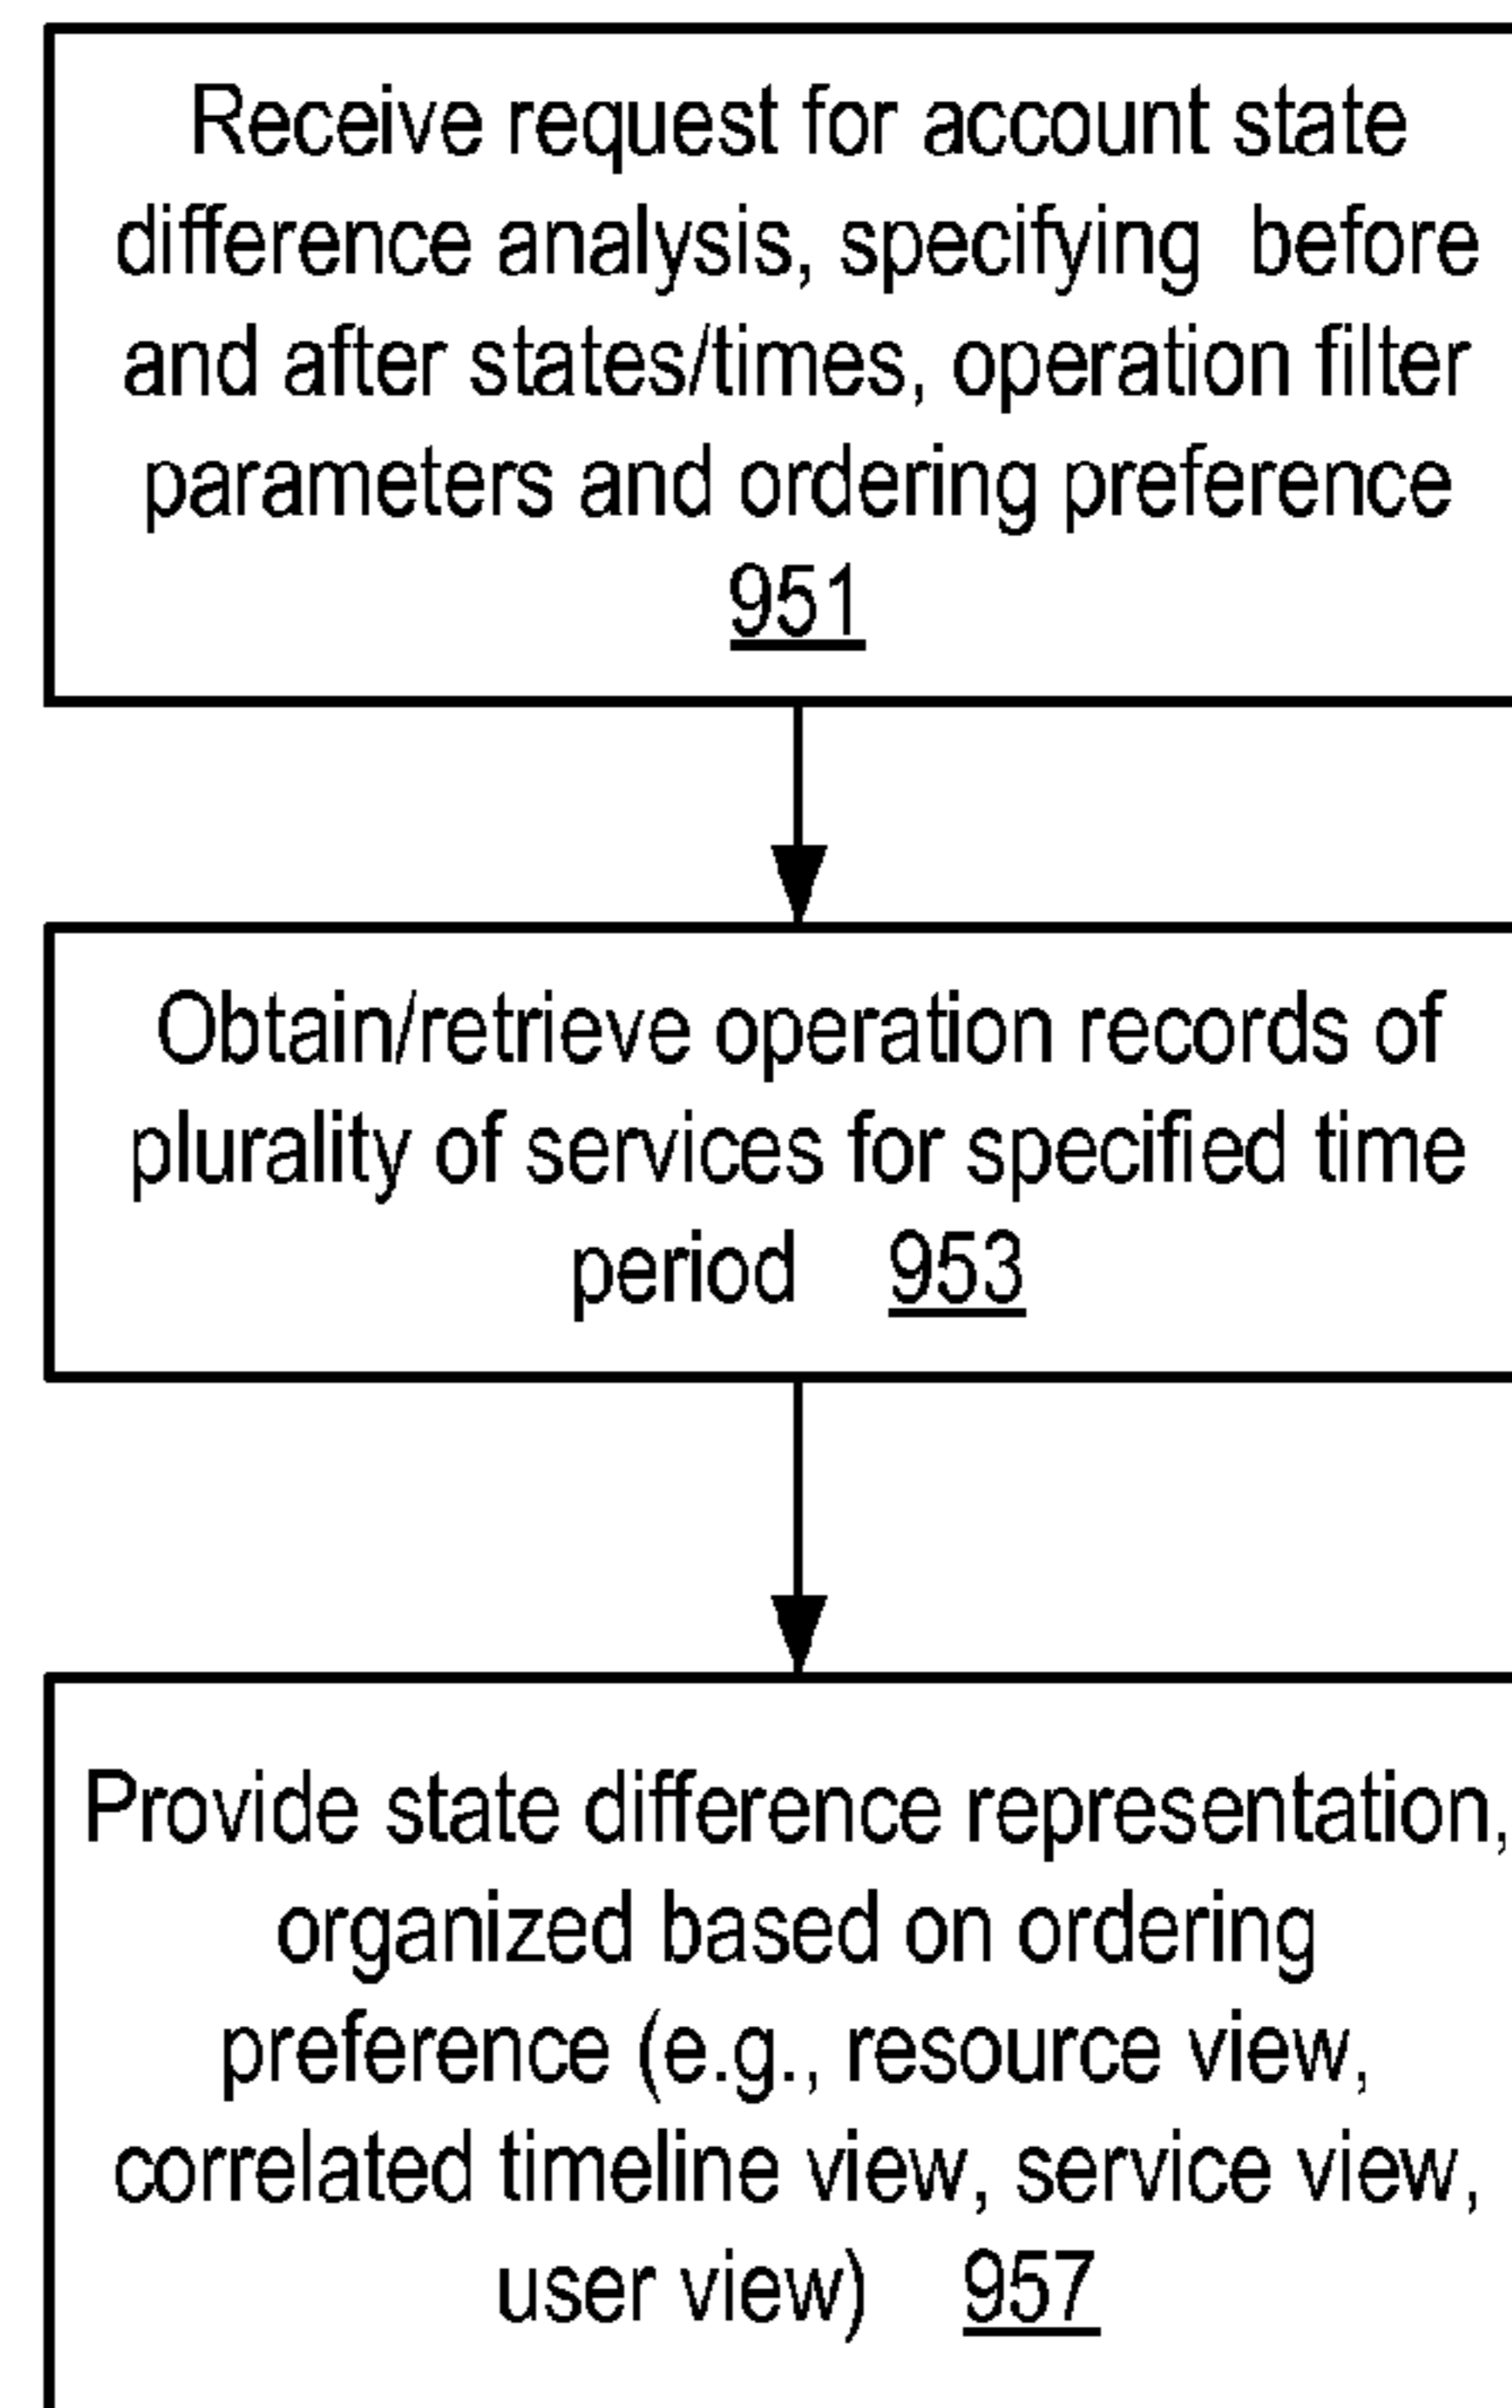 Receive request for account state
difference analysis, specifying before
and after states/times, operation filter
parameters and ordering preference
951
Obtain/retrieve operation records of
plurality of services for specified time
period 953
Provide state difference representation,
organized based on ordering
preference (e.g., resource view,
correlated timeline view, service view,
user view) 957